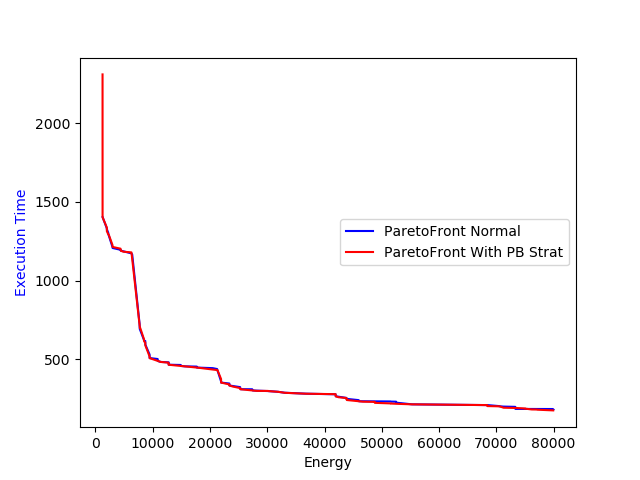 2000
1500
1000
500
Execution Time
ParetoFront Normal
ParetoFront With PB Strat
0 10000 20000 30000 40000 50000 60000 70000 80000
Energy